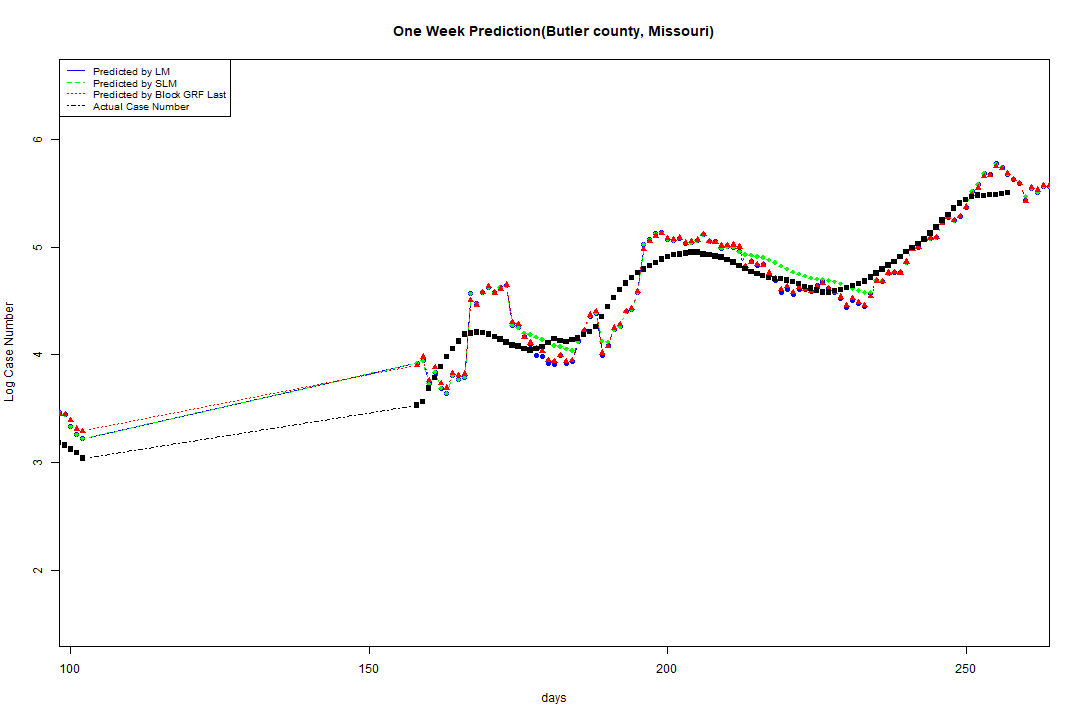 One Week Prediction(Butler county, Missouri)
Predicted by LM
Predicted by SLM
Predicted by Block GRF Last
Actual Case Number
Log Case Number
6
5
4
3
2
100 150 200 250
days